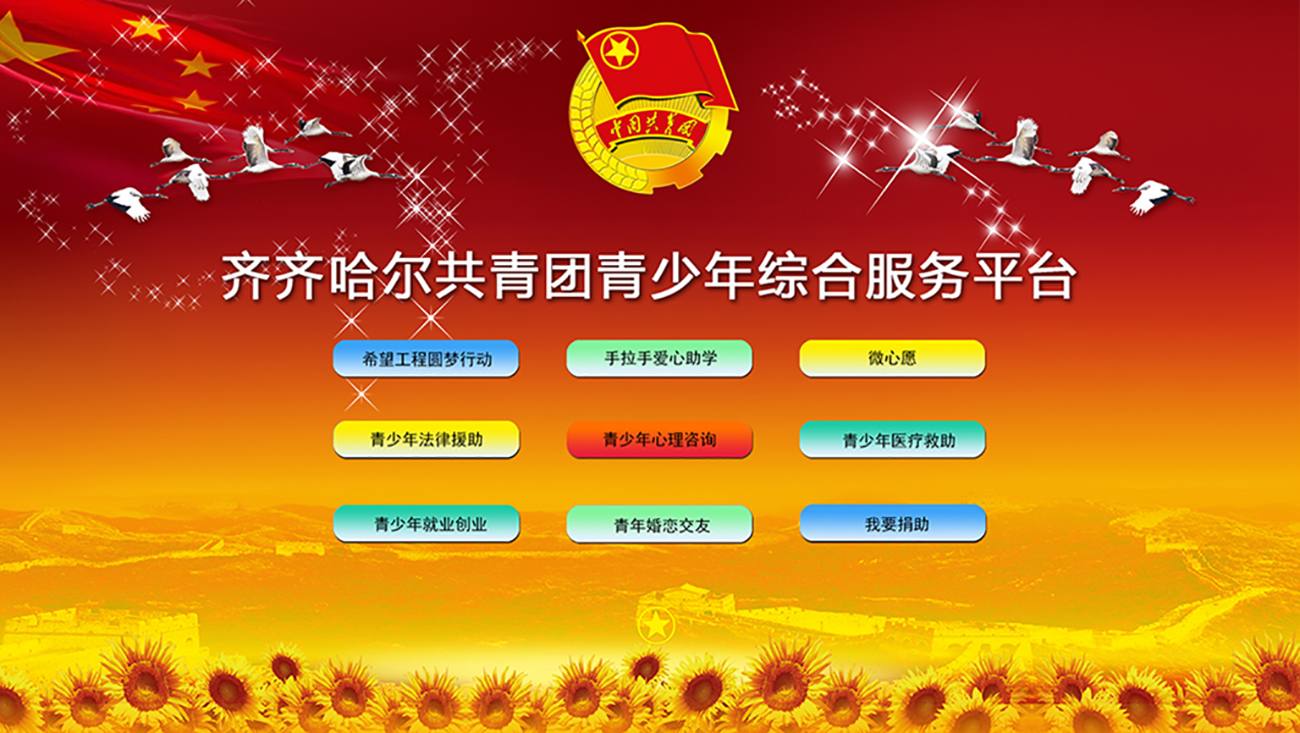 中国共青团
齐齐哈尔共青团青少年综合服务平台
希望工程圆梦行动
手拉手爱心助学
微心愿
青少年法律援助
青少年心理咨询
青少年医疗救助
青少年就业创业
青年婚恋交友
我要捐助